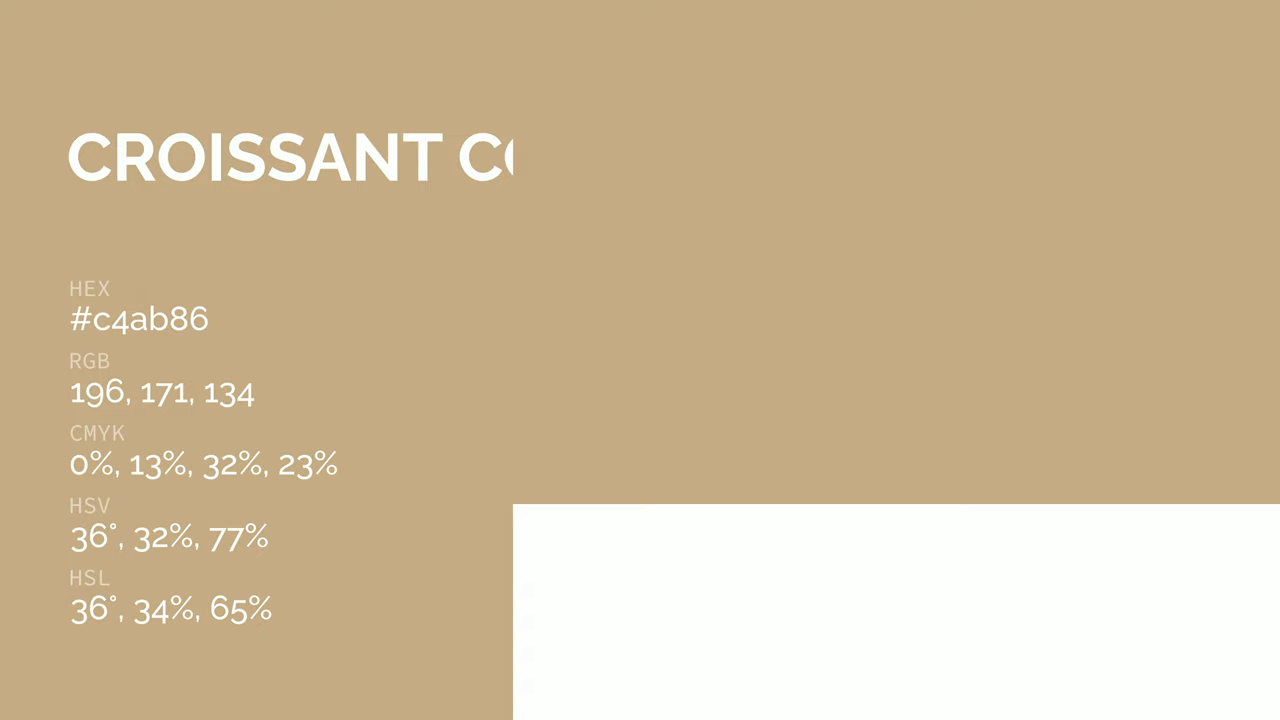 CROISSANT
HEX
#c4ab86
RGB
196, 171, 134
CMYK
0%, 13%, 32%, 23%
HSV
36°, 32%, 77%
HSL
36°, 34%, 65%